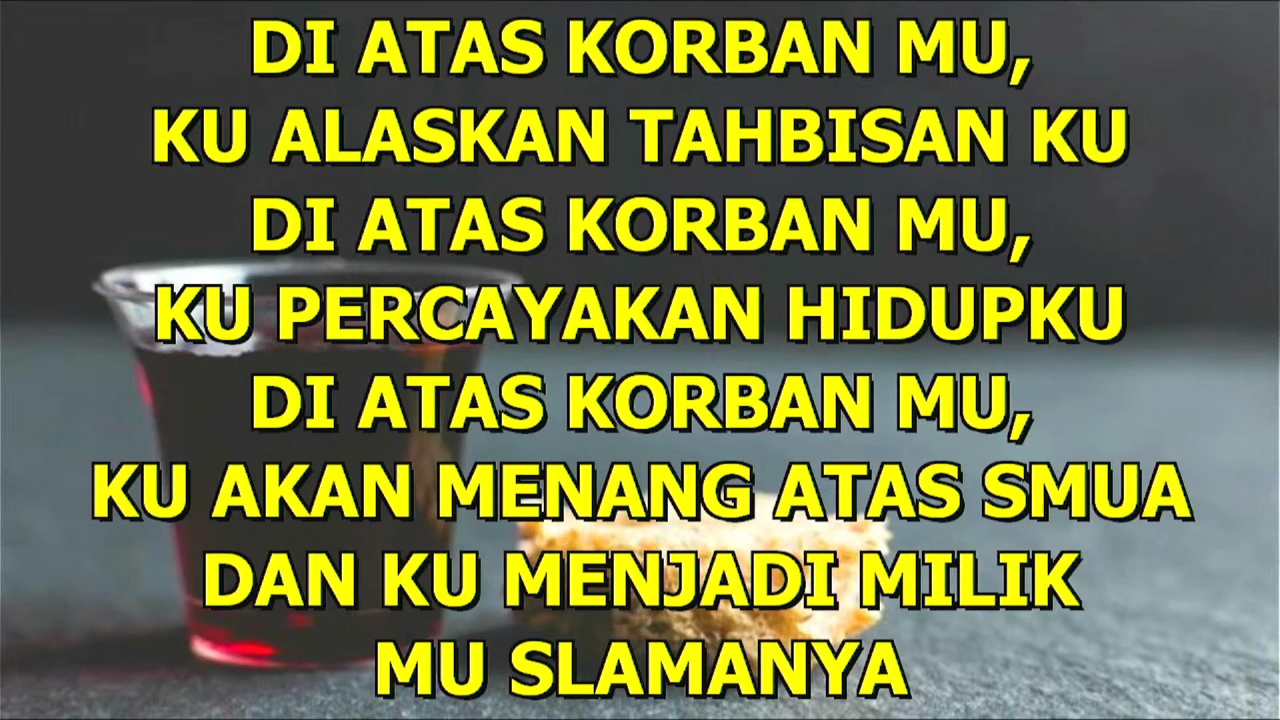 DI ATAS KORBAN MU,
KU ALASKAN TAHBISAN KU
DI ATAS KORBAN MU,
KU PERCAYAKAN HIDUPKU
DI ATAS KORBAN MU,
KU AKAN MENANG ATAS SMUA
DAN KU MENJADI MILIK
MU SLAMANYA